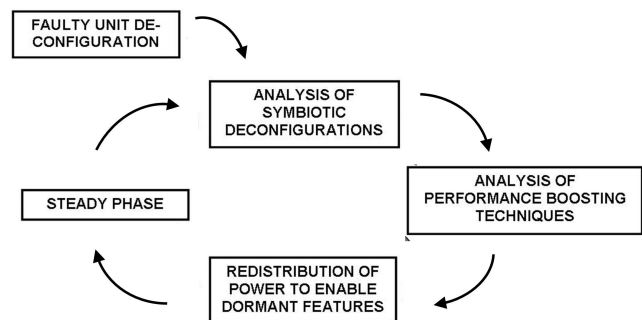 FAULTY UNIT DE-
CONFIGURATION
ANALYSIS OF
SYMBIOTIC
DECONFIGURATIONS
ANALYSIS OF
PERFORMANCE BOOSTING
TECHNIQUES
STEADY PHASE
REDISTRIBUTION OF
POWER TO ENABLE
DORMANT FEATURES